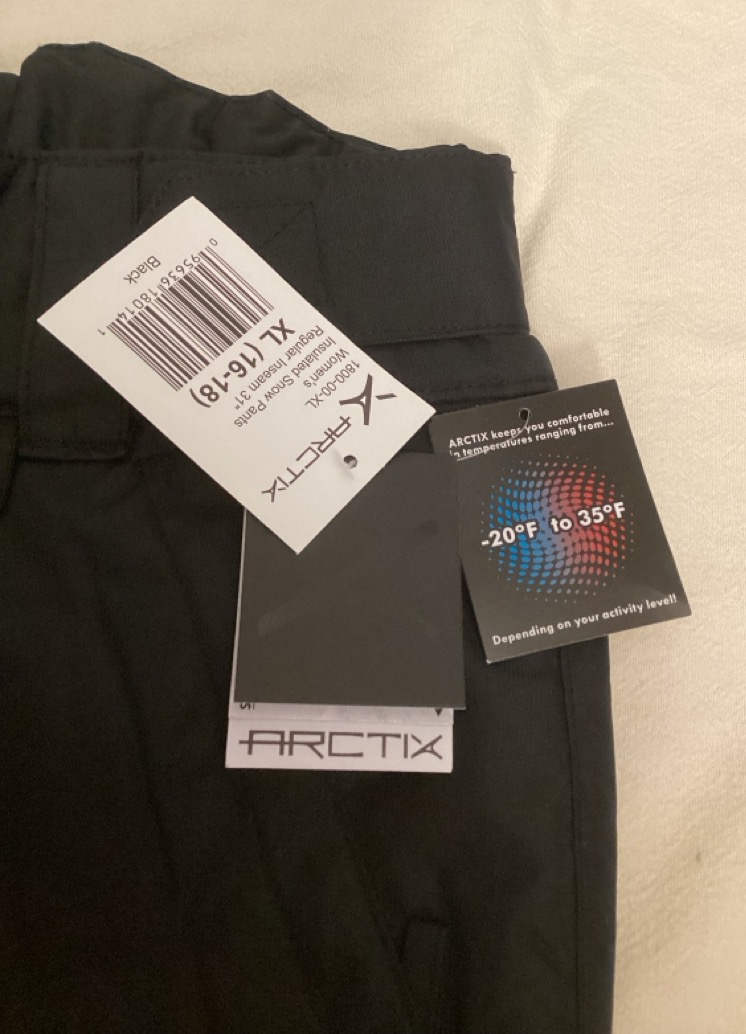 ARCTIX
1800-00-XL
Women's
Insulated Snow Pants
Regular Inseam 31"
XL (16-18)
0 95636 18014 1
Black
ARCTIX keeps you comfortable
in temperatures ranging from...
-20°F to 35°F
Depending on your activity level!
ARCTIX